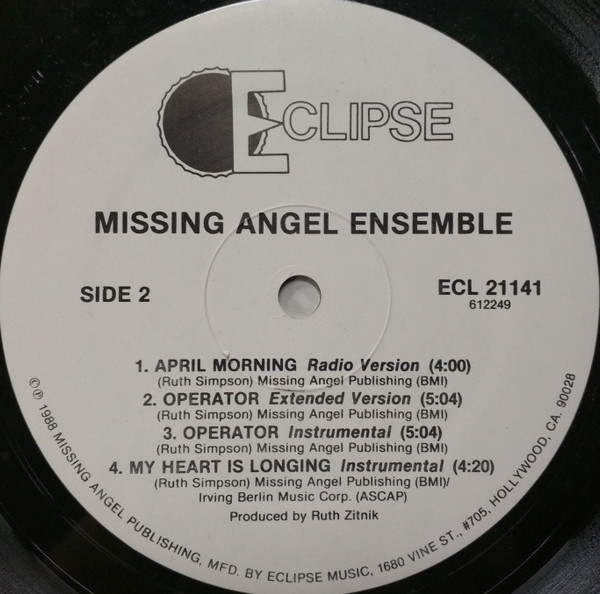 ECLIPSE
MISSING ANGEL ENSEMBLE
SIDE 2
ECL 21141
612249
1. APRIL MORNING Radio Version (4:00)
(Ruth Simpson) Missing Angel Publishing (BMI)
2. OPERATOR Extended Version (5:04)
(Ruth Simpson) Missing Angel Publishing (BMI)
3. OPERATOR Instrumental (5:04)
(Ruth Simpson) Missing Angel Publishing (BMI)
4. MY HEART IS LONGING Instrumental (4:20)
(Ruth Simpson) Missing Angel Publishing (BMI)/
Irving Berlin Music Corp. (ASCAP)
Produced by Ruth Zitnik
© ℗ 1988 MISSING ANGEL PUBLISHING, MFD. BY ECLIPSE MUSIC, 1680 VINE ST., #705, HOLLYWOOD, CA. 90028